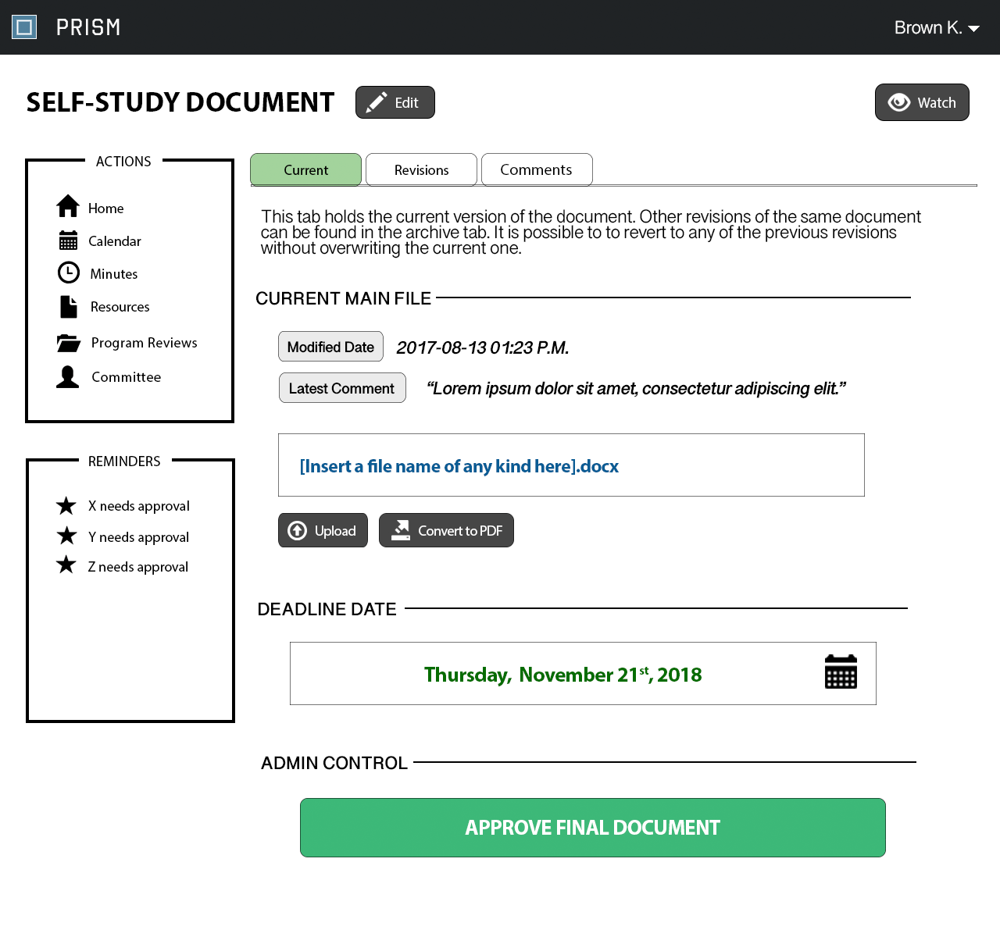 PRISM
Brown K.
SELF-STUDY DOCUMENT
Edit
Watch
ACTIONS
Home
Calendar
Minutes
Resources
Program Reviews
Committee
REMINDERS
X needs approval
Y needs approval
Z needs approval
Current
Revisions
Comments
This tab holds the current version of the document. Other revisions of the same document
can be found in the archive tab. It is possible to to revert to any of the previous revisions
without overwriting the current one.
CURRENT MAIN FILE
Modified Date
2017-08-13 01:23 P.M.
Latest Comment
“Lorem ipsum dolor sit amet, consectetur adipiscing elit.”
[Insert a file name of any kind here].docx
Upload
Convert to PDF
DEADLINE DATE
Thursday, November 21st, 2018
ADMIN CONTROL
APPROVE FINAL DOCUMENT